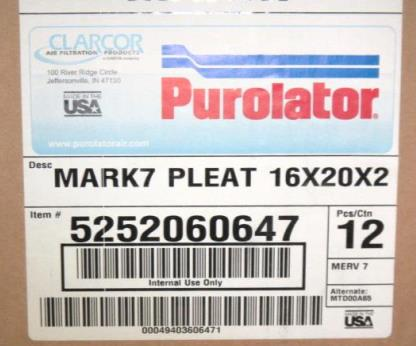 CLARCOR
AIR FILTRATION PRODUCTS
a CLARCOR company
100 River Ridge Circle
Jeffersonville, IN 47130
MADE IN THE
USA
Purolator®
www.purolatorair.com
Desc
MARK7 PLEAT 16X20X2
Item #
5252060647
Internal Use Only
00049403606471
Pcs/Ctn
12
MERV 7
Alternate:
MTD00A65
MADE IN THE
USA